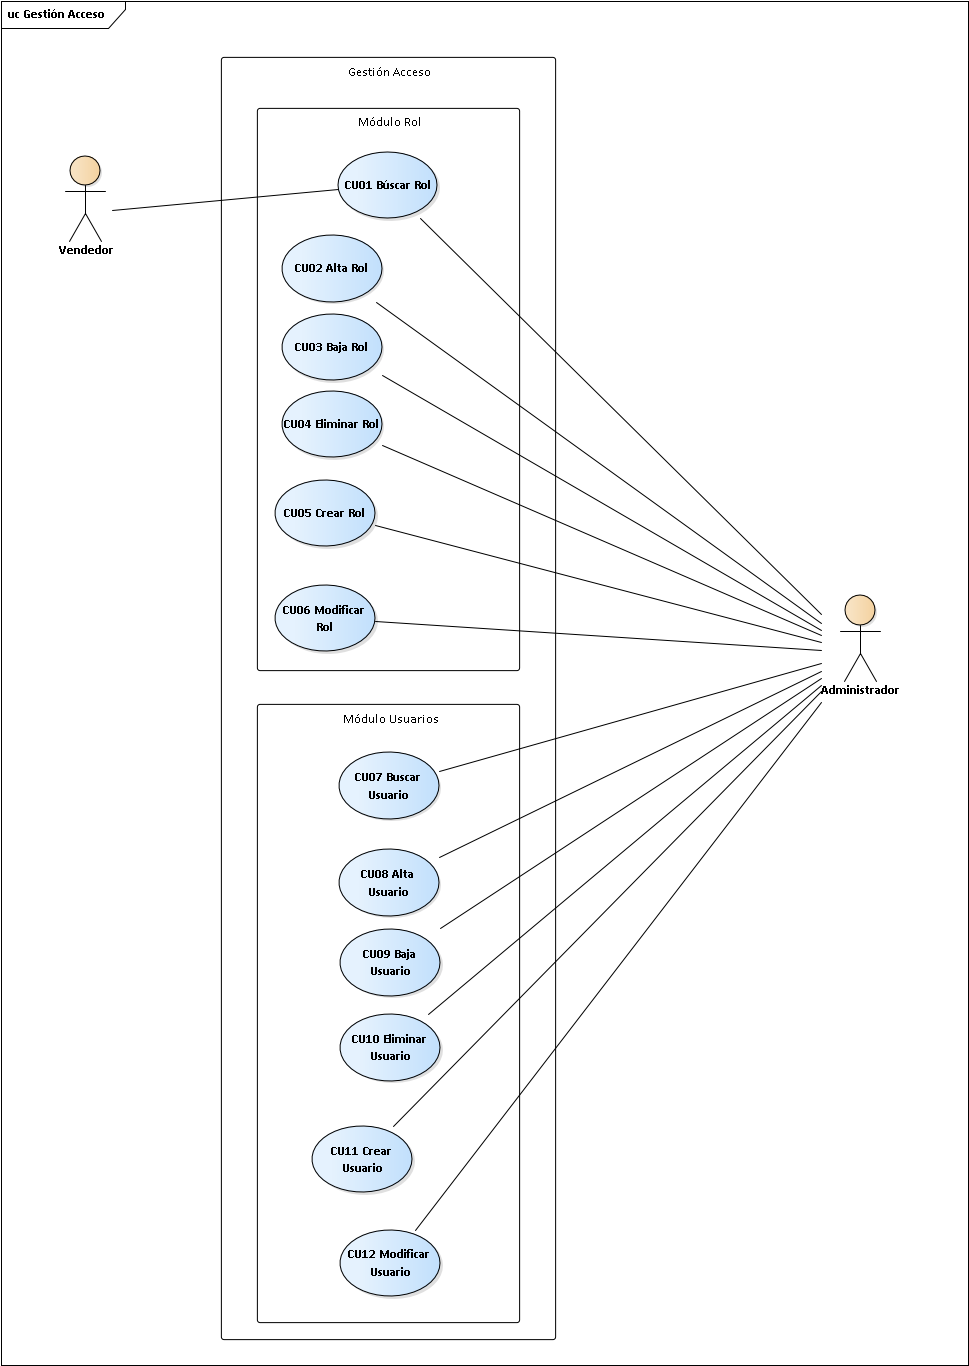 uc Gestión Acceso
Gestión Acceso
Módulo Rol
CU01 Búscar Rol
Vendedor
CU02 Alta Rol
CU03 Baja Rol
CU04 Eliminar Rol
CU05 Crear Rol
CU06 Modificar
Rol
Administrador
Módulo Usuarios
CU07 Buscar
Usuario
CU08 Alta
Usuario
CU09 Baja
Usuario
CU10 Eliminar
Usuario
CU11 Crear
Usuario
CU12 Modificar
Usuario